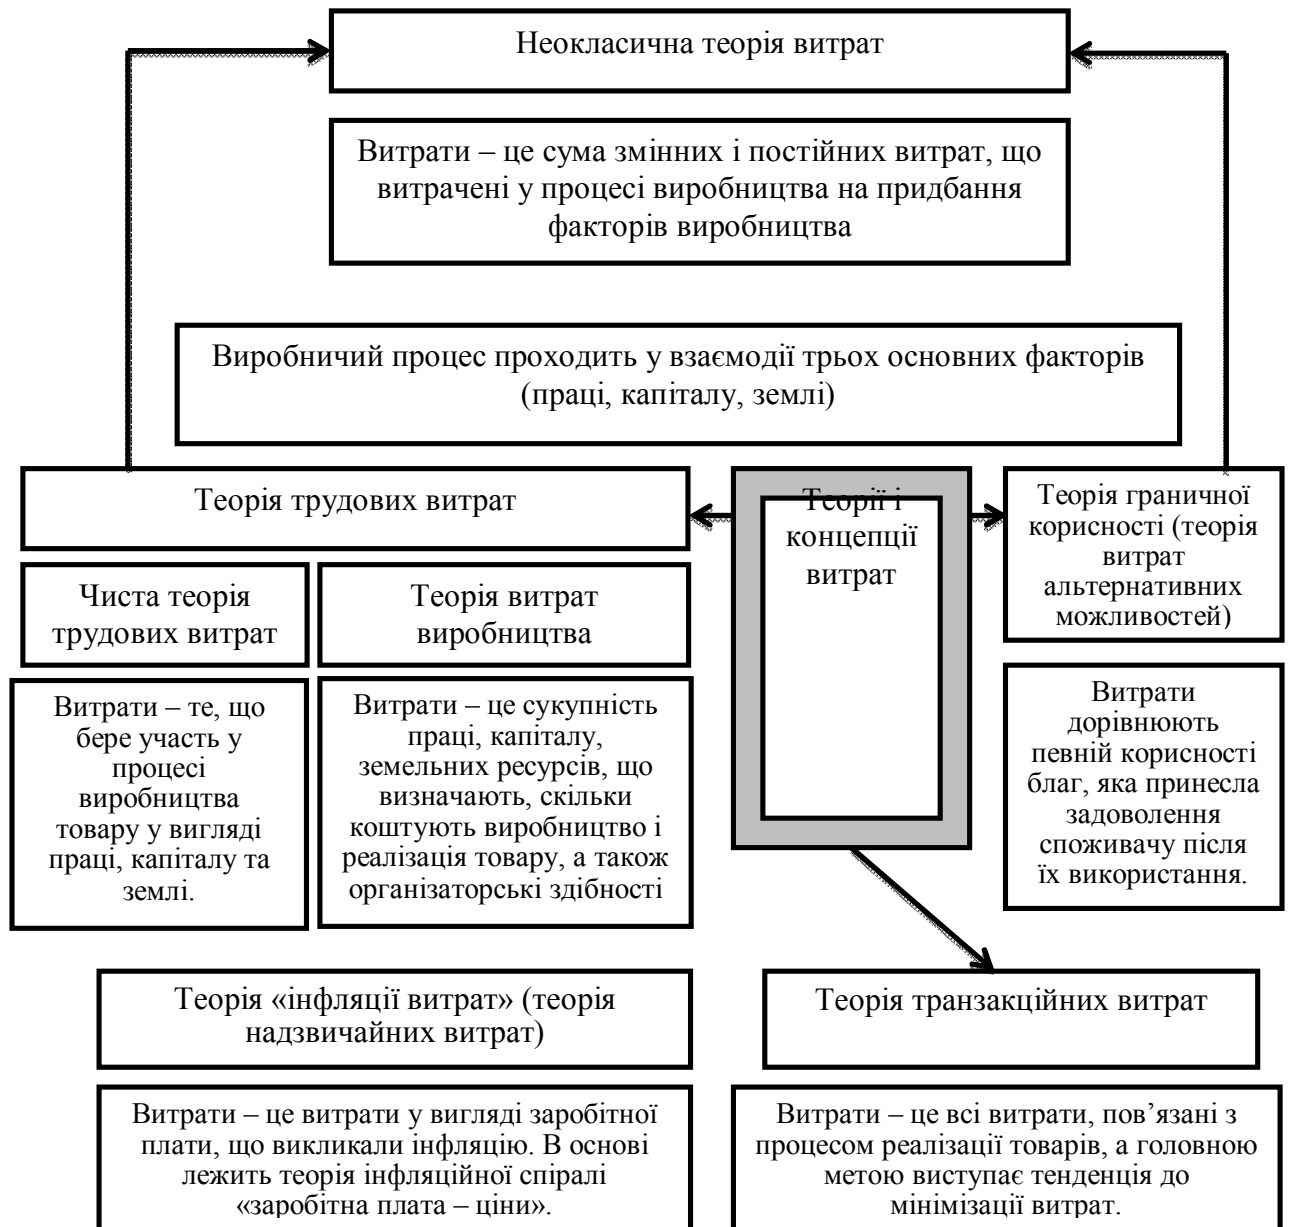 Неокласична теорія витрат
Витрати – це сума змінних і постійних витрат, що
витрачені у процесі виробництва на придбання
факторів виробництва
Виробничий процес проходить у взаємодії трьох основних факторів
(праці, капіталу, землі)
Теорія трудових витрат
Теорії і
концепції
витрат
Теорія граничної
корисності (теорія
витрат
альтернативних
можливостей)
Чиста теорія
трудових витрат
Теорія витрат
виробництва
Витрати – те, що
бере участь у
процесі
виробництва
товару у вигляді
праці, капіталу та
землі.
Витрати – це сукупність
праці, капіталу,
земельних ресурсів, що
визначають, скільки
коштують виробництво і
реалізація товару, а також
організаторські здібності
Витрати
дорівнюють
певній корисності
благ, яка принесла
задоволення
споживачу після
їх використання.
Теорія «інфляції витрат» (теорія
надзвичайних витрат)
Теорія транзакційних витрат
Витрати – це витрати у вигляді заробітної
плати, що викликали інфляцію. В основі
лежить теорія інфляційної спіралі
«заробітна плата – ціни».
Витрати – це всі витрати, пов’язані з
процесом реалізації товарів, а головною
метою виступає тенденція до
мінімізації витрат.